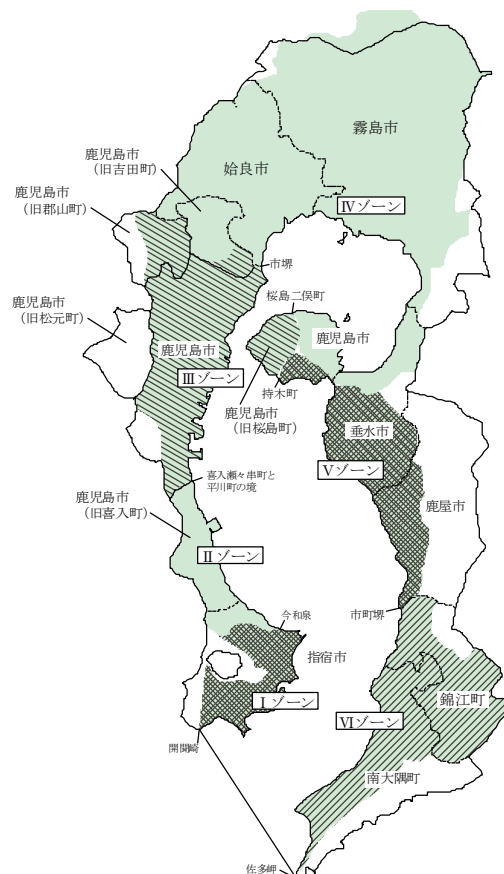 霧島市
鹿児島市
(旧吉田町)
姶良市
鹿児島市
(旧郡山町)
Ⅳゾーン
市堺
桜島二俣町
鹿児島市
(旧松元町)
鹿児島市
鹿児島市
Ⅲゾーン
持木町
鹿児島市
(旧桜島町)
垂水市
Ⅴゾーン
喜入瀬々串町と
平川町の境
鹿児島市
(旧喜入町)
鹿屋市
Ⅱゾーン
今和泉
市町堺
指宿市
Ⅰゾーン
錦江町
Ⅵゾーン
開聞崎
南大隅町
佐多岬